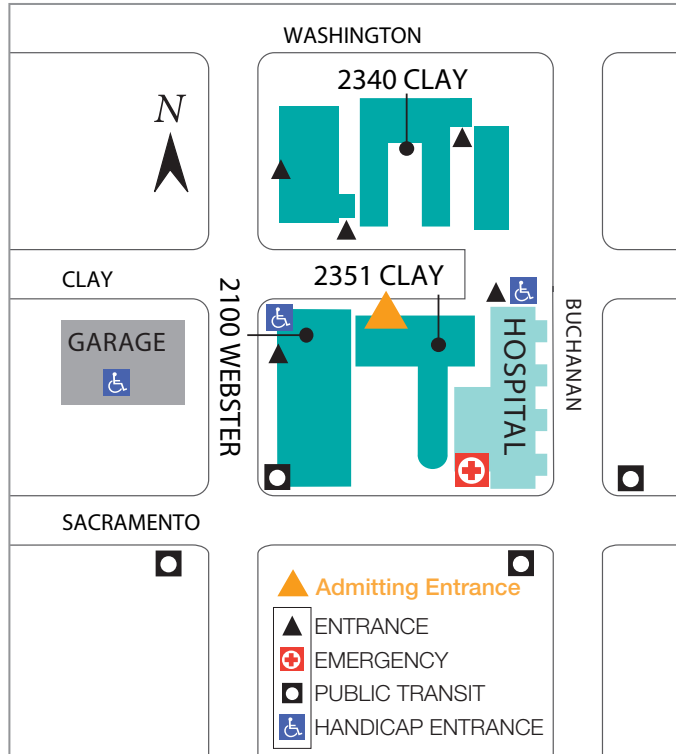 WASHINGTON
2340 CLAY
N
CLAY
2351 CLAY
2100 WEBSTER
GARAGE
HOSPITAL
BUCHANAN
SACRAMENTO
Admitting Entrance
ENTRANCE
EMERGENCY
PUBLIC TRANSIT
HANDICAP ENTRANCE